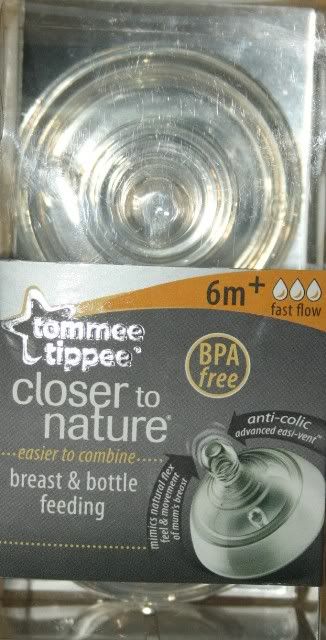 6m+
fast flow
tommee
tippee®
BPA
free
closer to
nature®
easier to combine
breast & bottle
feeding
anti-colic
advanced easi-vent™
mimics natural flex
feel & movement
of mum's breast